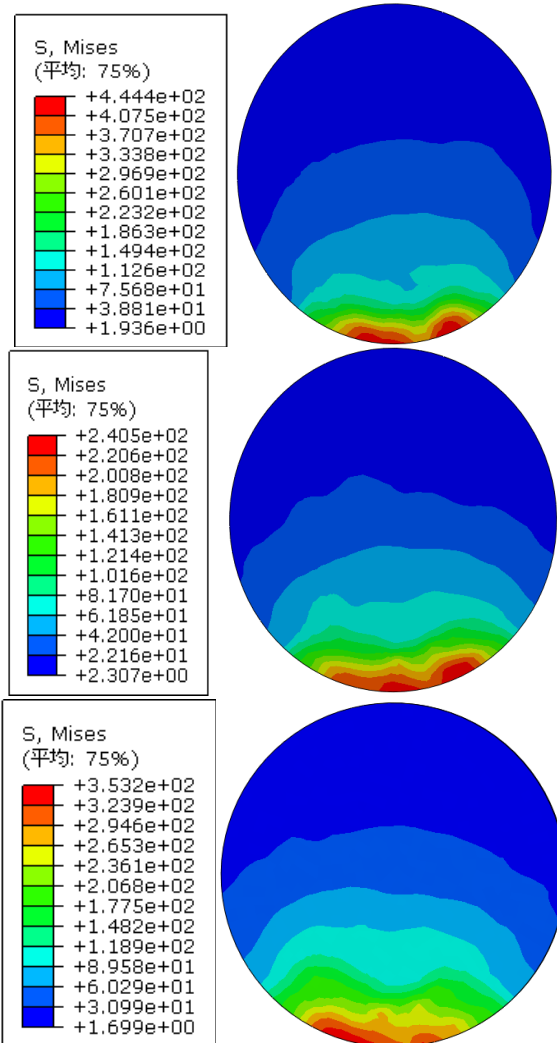 S, Mises
(平均: 75%)
+4.444e+02
+4.075e+02
+3.707e+02
+3.338e+02
+2.969e+02
+2.601e+02
+2.232e+02
+1.863e+02
+1.494e+02
+1.126e+02
+7.568e+01
+3.881e+01
+1.936e+00
S, Mises
(平均: 75%)
+2.405e+02
+2.206e+02
+2.008e+02
+1.809e+02
+1.611e+02
+1.413e+02
+1.214e+02
+1.016e+02
+8.170e+01
+6.185e+01
+4.200e+01
+2.216e+01
+2.307e+00
S, Mises
(平均: 75%)
+3.532e+02
+3.239e+02
+2.946e+02
+2.653e+02
+2.361e+02
+2.068e+02
+1.775e+02
+1.482e+02
+1.189e+02
+8.958e+01
+6.029e+01
+3.099e+01
+1.699e+00